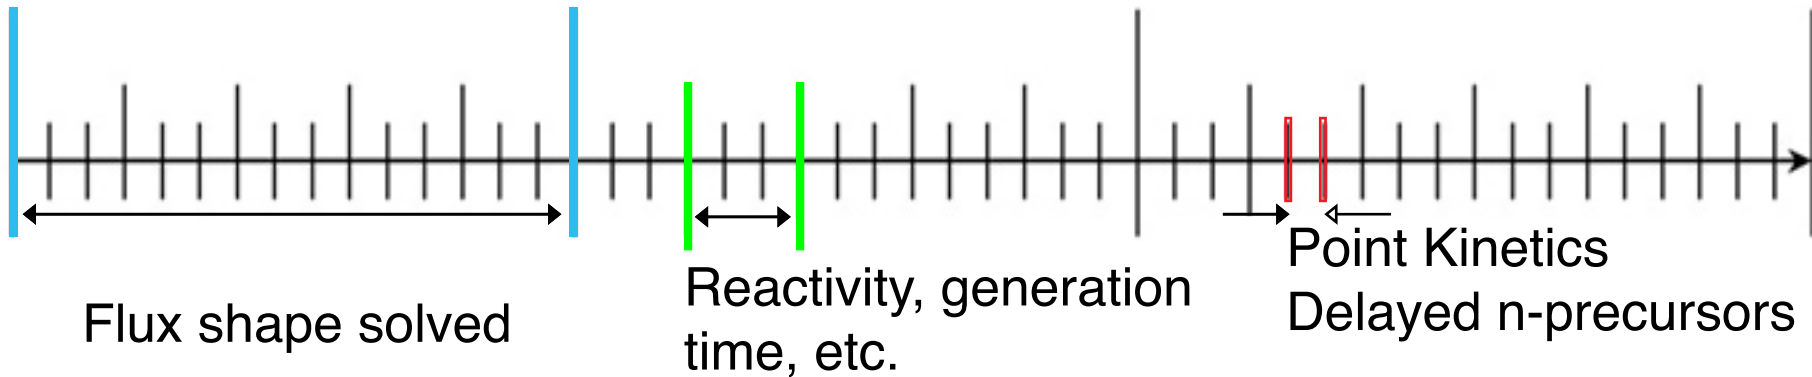 Flux shape solved
Reactivity, generation
time, etc.
Point Kinetics
Delayed n-precursors